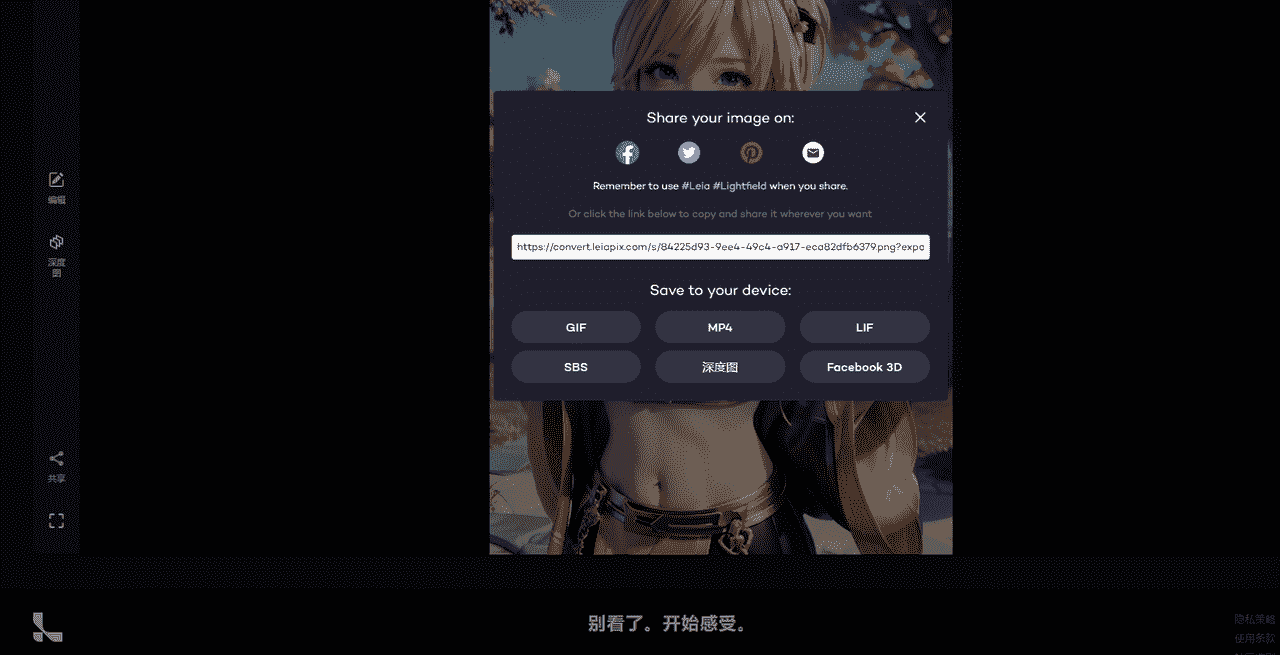 Share your image on:
Remember to use #Leia #Lightfield when you share.
Or click the link below to copy and share it wherever you want
https://convert.leiapix.com/s/84225d93-9ee4-49c4-a917-eca82dfb6379.png?expo
Save to your device:
GIF
MP4
LIF
SBS
深度图
Facebook 3D
编辑
深度
图
共享
别看了。开始感受。
隐私策略
使用条款